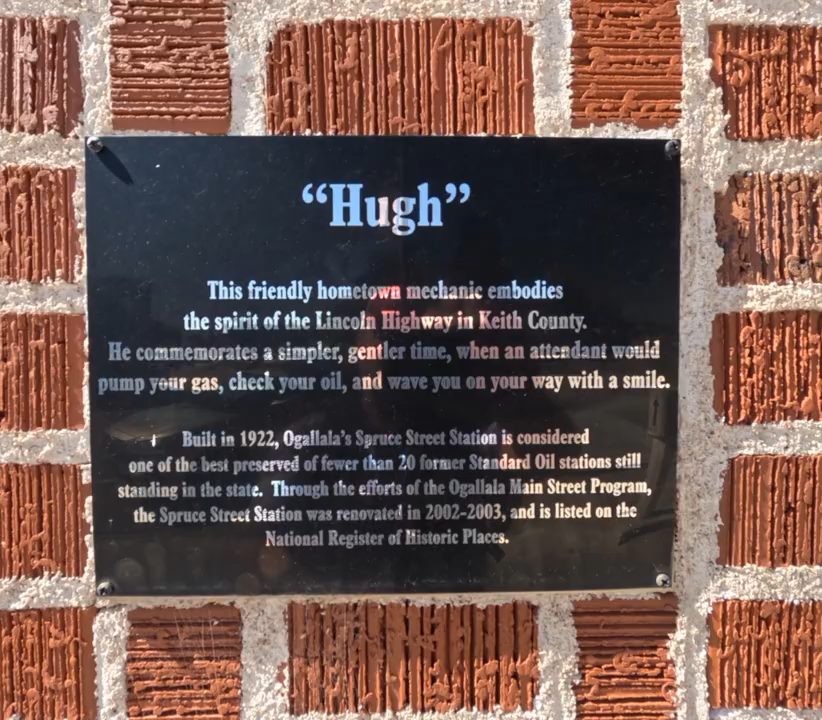 “Hugh”
This friendly hometown mechanic embodies
the spirit of the Lincoln Highway in Keith County.
He commemorates a simpler, gentler time, when an attendant would
pump your gas, check your oil, and wave you on your way with a smile.
Built in 1922, Ogallala’s Spruce Street Station is considered
one of the best preserved of fewer than 20 former Standard Oil stations still
standing in the state. Through the efforts of the Ogallala Main Street Program,
the Spruce Street Station was renovated in 2002-2003, and is listed on the
National Register of Historic Places.